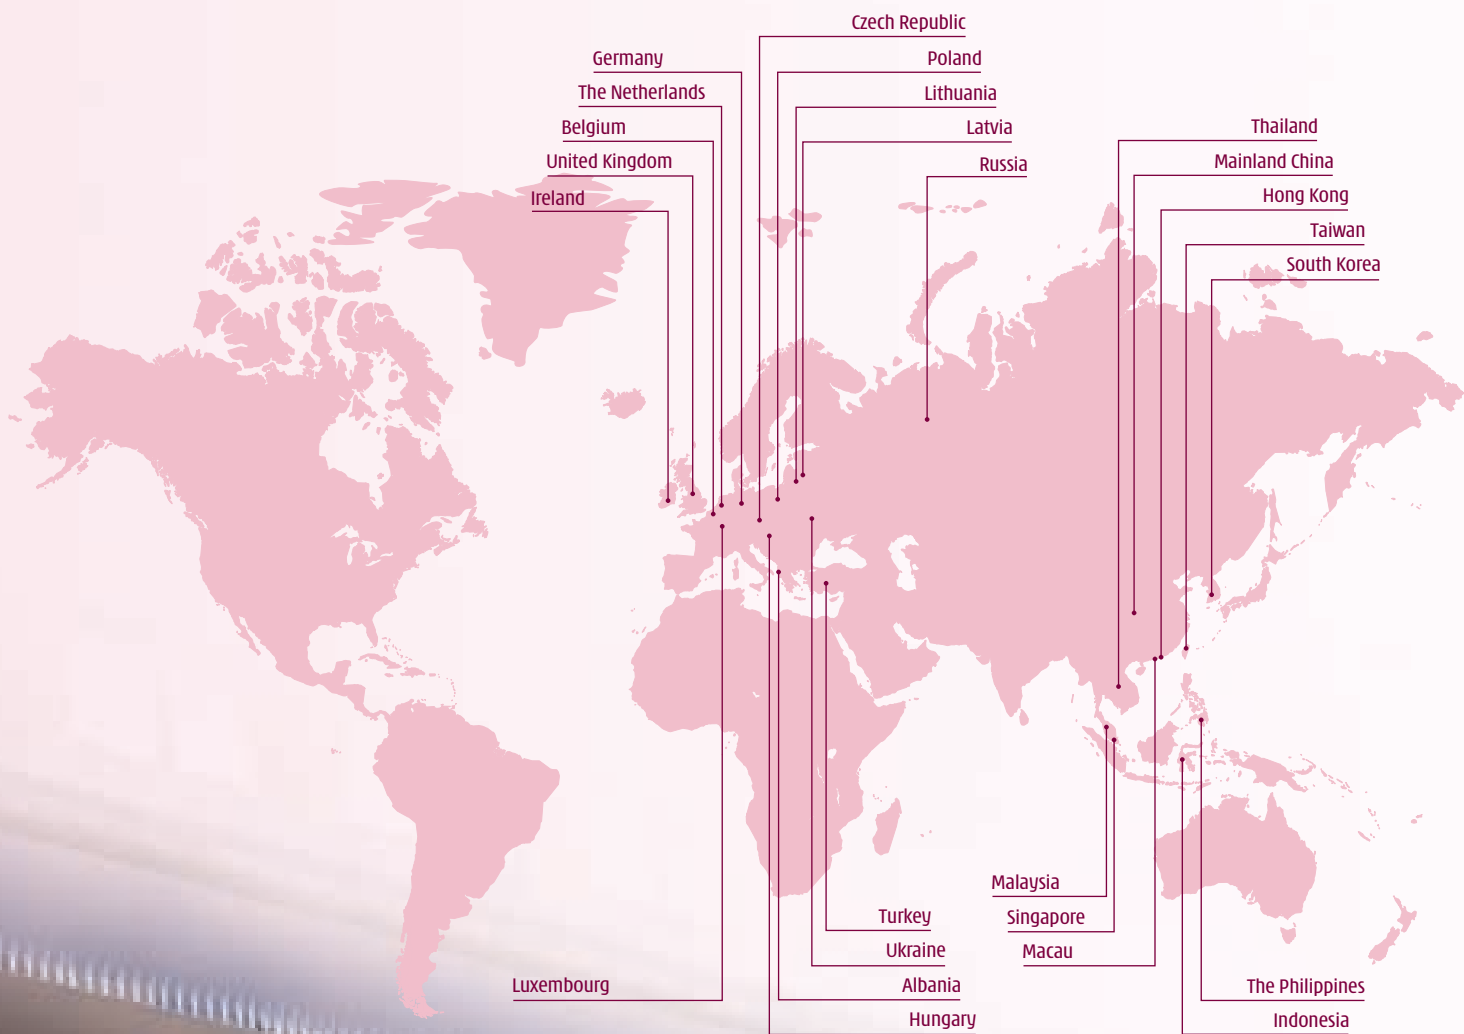 Czech Republic
Germany
Poland
The Netherlands
Lithuania
Belgium
Latvia
Thailand
United Kingdom
Russia
Mainland China
Ireland
Hong Kong
Taiwan
South Korea
Malaysia
Turkey
Singapore
Ukraine
Macau
Luxembourg
Albania
The Philippines
Hungary
Indonesia